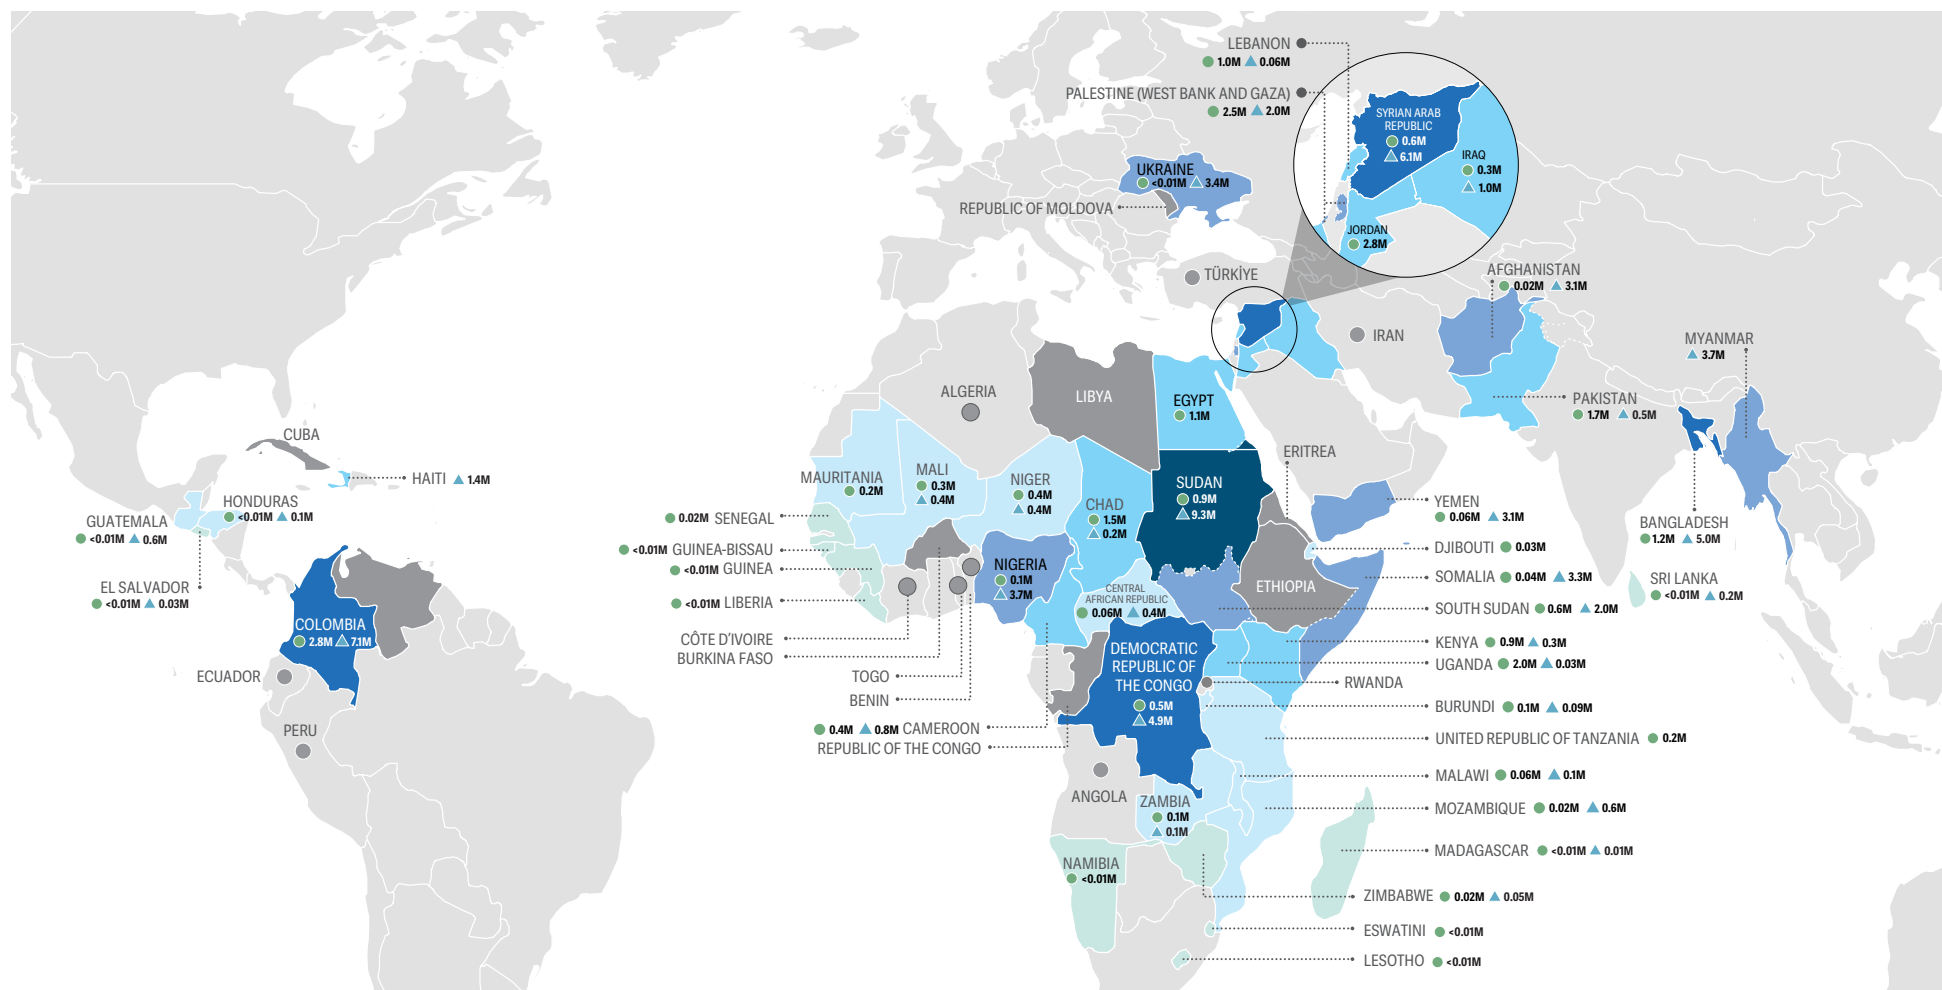 LEBANON
1.0M 0.06M
PALESTINE (WEST BANK AND GAZA)
2.5M 2.0M
SYRIAN ARAB
REPUBLIC
0.6M
6.1M
IRAQ
0.3M
1.0M
JORDAN
2.8M
UKRAINE
<0.01M 3.4M
REPUBLIC OF MOLDOVA
TÜRKİYE
AFGHANISTAN
0.02M 3.1M
IRAN
MYANMAR
3.7M
PAKISTAN
1.7M 0.5M
ALGERIA
LIBYA
EGYPT
1.1M
CUBA
HAITI 1.4M
HONDURAS
<0.01M 0.1M
GUATEMALA
<0.01M 0.6M
EL SALVADOR
<0.01M 0.03M
COLOMBIA
2.8M 7.1M
ECUADOR
PERU
MAURITANIA
0.2M
MALI
0.3M
0.4M
NIGER
0.4M
0.4M
CHAD
1.5M
0.2M
SUDAN
0.9M
9.3M
ERITREA
YEMEN
0.06M 3.1M
BANGLADESH
1.2M 5.0M
0.02M SENEGAL
<0.01M GUINEA-BISSAU
<0.01M GUINEA
<0.01M LIBERIA
NIGERIA
0.1M
3.7M
CENTRAL
AFRICAN REPUBLIC
0.06M 0.4M
ETHIOPIA
DJIBOUTI 0.03M
SOMALIA 0.04M 3.3M
SRI LANKA
<0.01M 0.2M
SOUTH SUDAN 0.6M 2.0M
CÔTE D'IVOIRE
BURKINA FASO
TOGO
BENIN
0.4M 0.8M CAMEROON
REPUBLIC OF THE CONGO
DEMOCRATIC
REPUBLIC OF
THE CONGO
0.5M
4.9M
KENYA 0.9M 0.3M
UGANDA 2.0M 0.03M
RWANDA
BURUNDI 0.1M 0.09M
UNITED REPUBLIC OF TANZANIA 0.2M
MALAWI 0.06M 0.1M
ANGOLA
ZAMBIA
0.1M
0.1M
MOZAMBIQUE 0.02M 0.6M
MADAGASCAR <0.01M 0.01M
NAMIBIA
<0.01M
ZIMBABWE 0.02M 0.05M
ESWATINI <0.01M
LESOTHO <0.01M